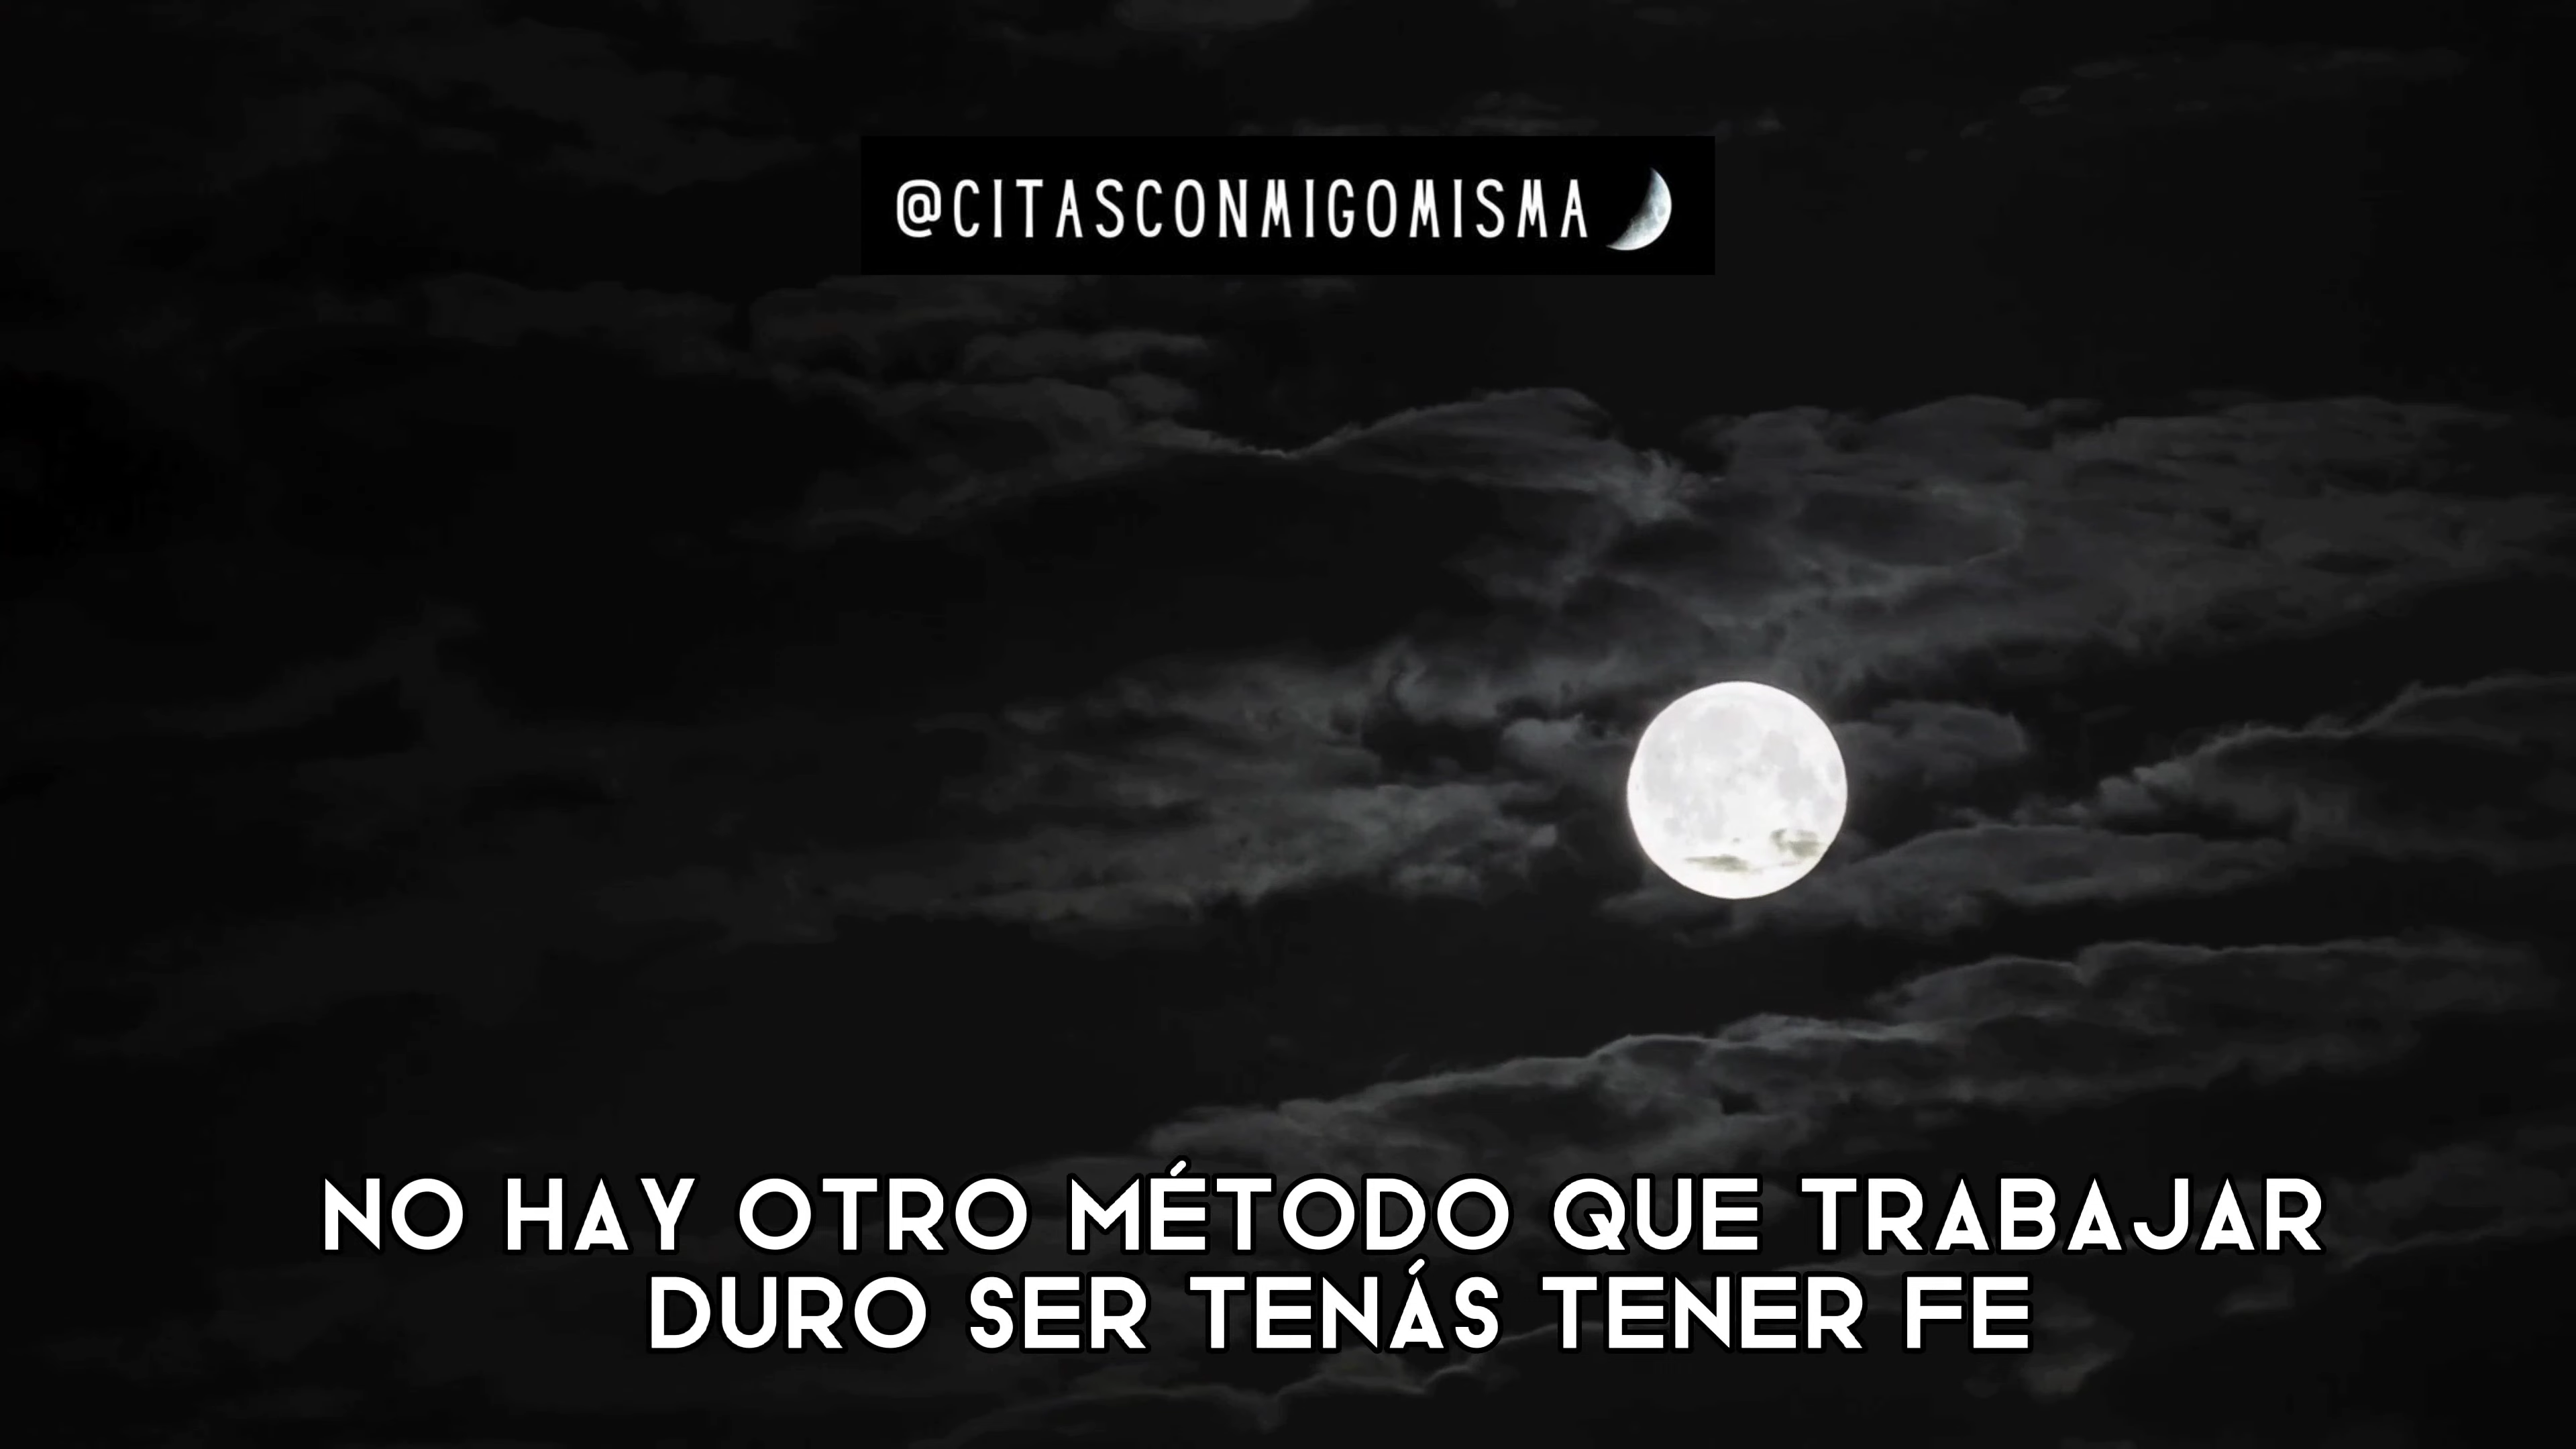 @CITASCONMIGOMISMA
NO HAY OTRO MÉTODO QUE TRABAJAR
DURO SER TENÁS TENER FE